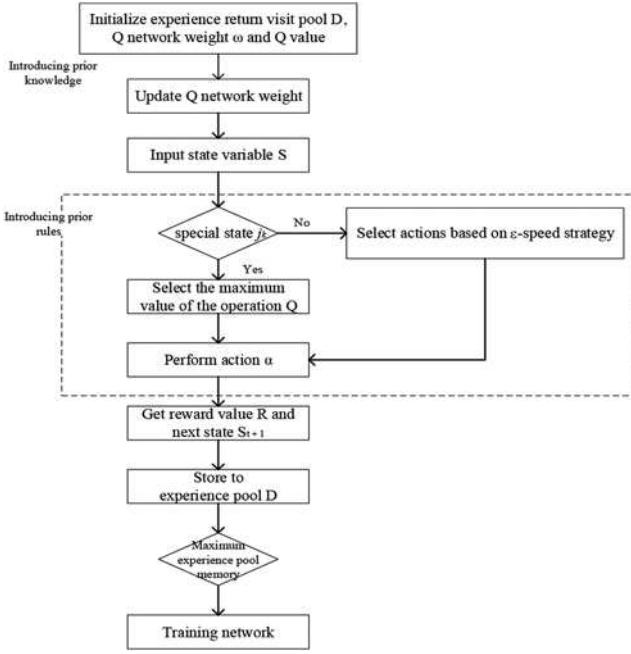 Initialize experience return visit pool D,
Q network weight ω and Q value
Introducing prior
knowledge
Update Q network weight
Input state variable S
Introducing prior
rules
special state jₖ
No
Select actions based on ε-speed strategy
Yes
Select the maximum
value of the operation Q
Perform action α
Get reward value R and
next state Sₜ₊₁
Store to
experience pool D
Maximum
experience pool
memory
Training network